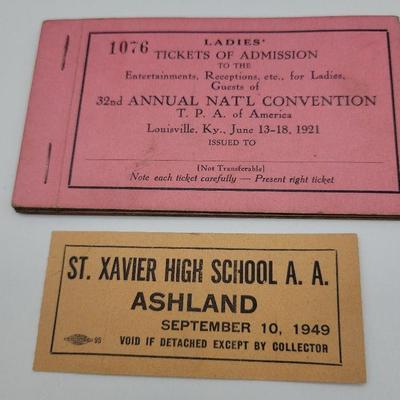 1076
LADIES'
TICKETS OF ADMISSION
TO THE
Entertainments, Receptions, etc., for Ladies,
Guests of
32nd ANNUAL NAT'L CONVENTION
T. P. A. of America
Louisville, Ky., June 13-18, 1921
ISSUED TO
[Not Transferable]
Note each ticket carefully — Present right ticket
ST. XAVIER HIGH SCHOOL A. A.
ASHLAND
SEPTEMBER 10, 1949
95 VOID IF DETACHED EXCEPT BY COLLECTOR